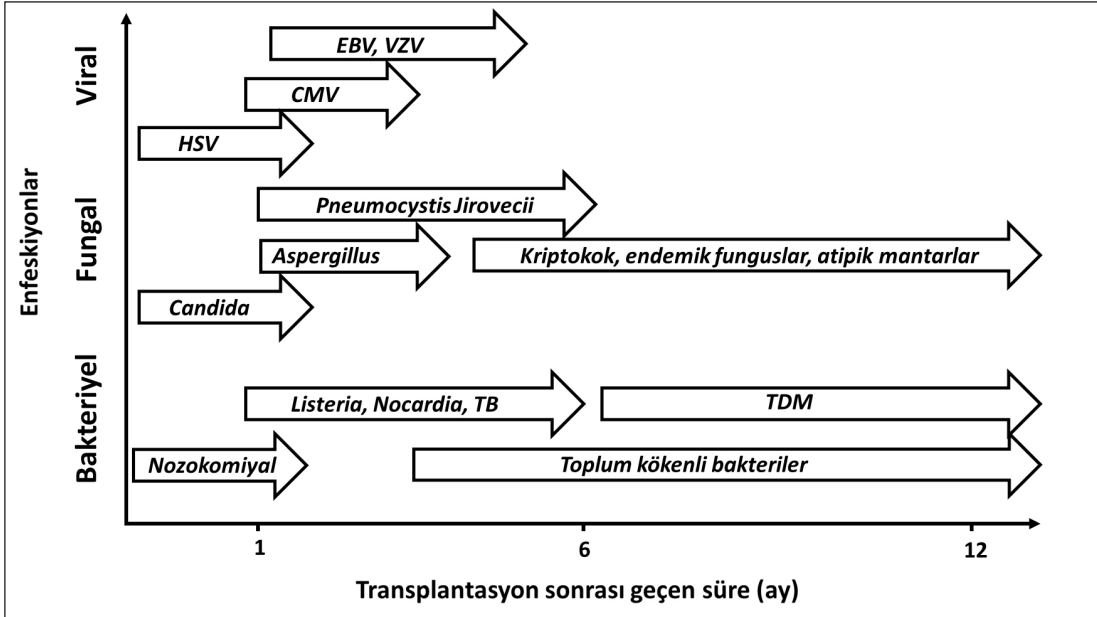 Enfeskiyonlar
Viral
EBV, VZV
CMV
HSV
Fungal
Pneumocystis Jirovecii
Aspergillus
Kriptokok, endemik funguslar, atipik mantarlar
Candida
Bakteriyel
Listeria, Nocardia, TB
TDM
Nozokomiyal
Toplum kökenli bakteriler
1
6
12
Transplantasyon sonrası geçen süre (ay)